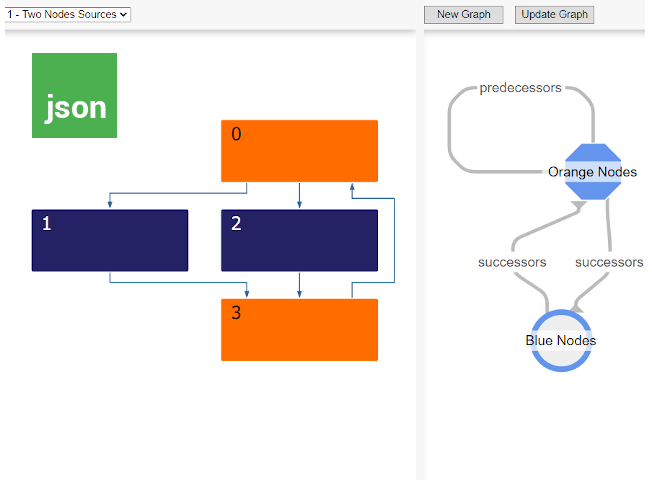 1 - Two Nodes Sources
New Graph
Update Graph
json
0
1
2
3
predecessors
Orange Nodes
successors
successors
Blue Nodes